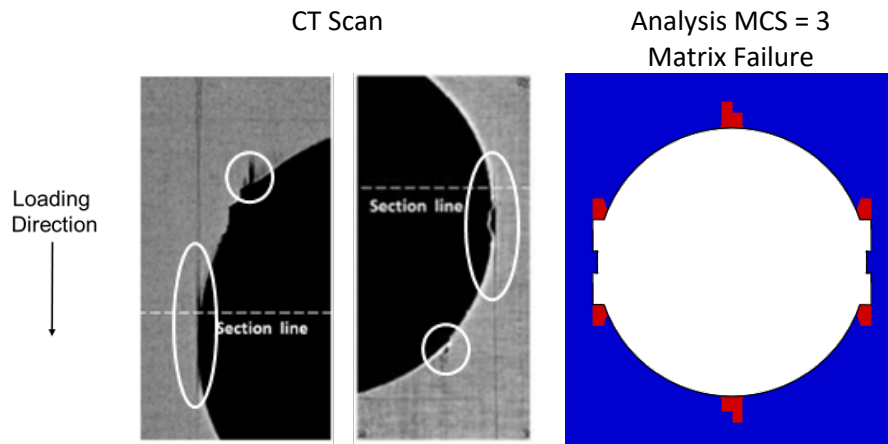 CT Scan
Analysis MCS = 3
Matrix Failure
Loading
Direction
Section line
Section line